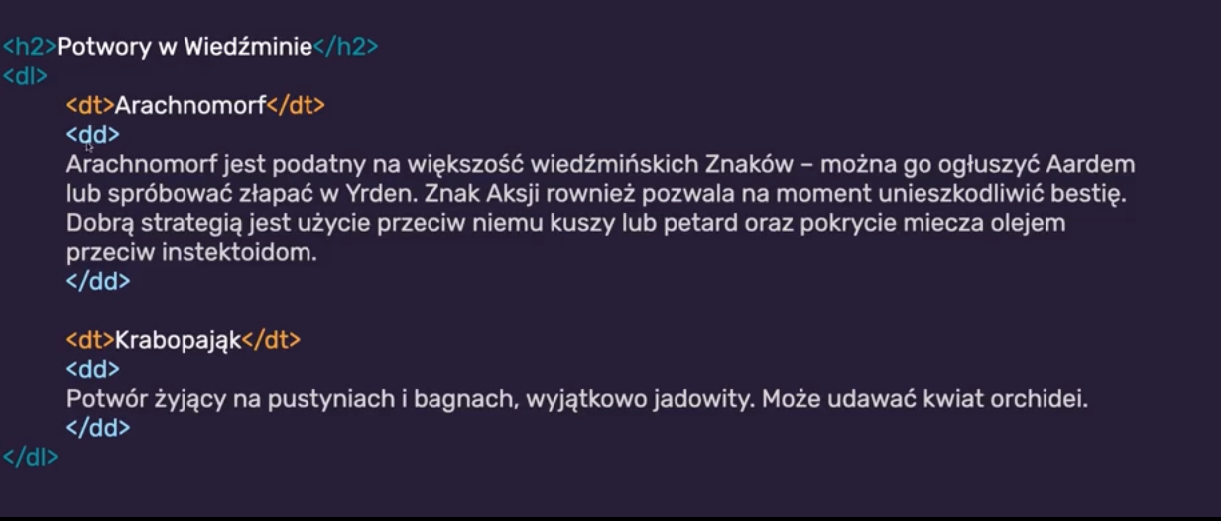 <h2>Potwory w Wiedźminie</h2>
<dl>
<dt>Arachnomorf</dt>
<dd>
Arachnomorf jest podatny na większość wiedźmińskich Znaków – można go ogłuszyć Aardem
lub spróbować złapać w Yrden. Znak Aksji rownież pozwala na moment unieszkodliwić bestię.
Dobrą strategią jest użycie przeciw niemu kuszy lub petard oraz pokrycie miecza olejem
przeciw instektoidom.
</dd>
<dt>Krabopająk</dt>
<dd>
Potwór żyjący na pustyniach i bagnach, wyjątkowo jadowity. Może udawać kwiat orchidei.
</dd>
</dl>